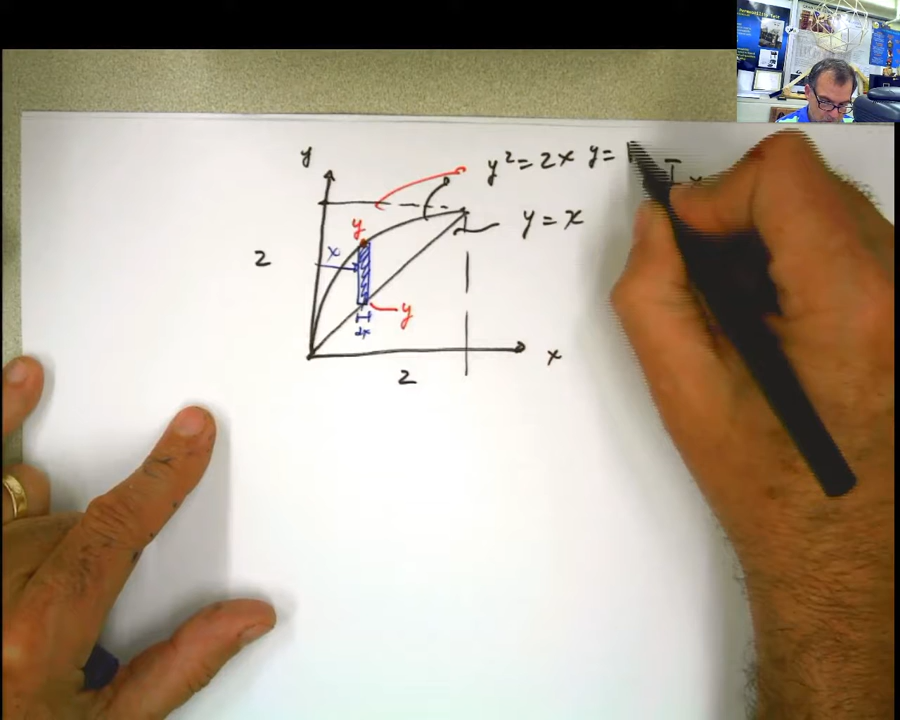 y
y² = 2x y =
y = x
y
x
2
y
dx
x
2